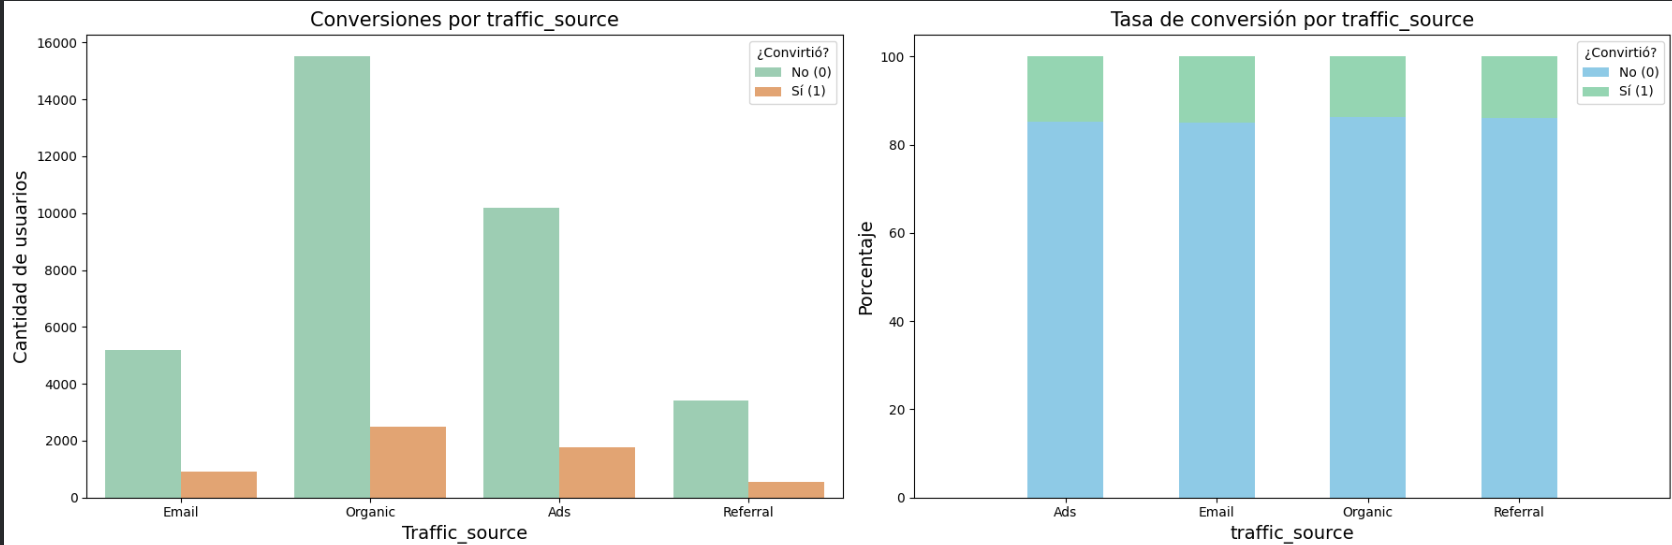 Conversiones por traffic_source
Cantidad de usuarios
16000
14000
12000
10000
8000
6000
4000
2000
0
¿Convirtió?
No (0)
Sí (1)
Email
Organic
Ads
Referral
Traffic_source
Tasa de conversión por traffic_source
Porcentaje
100
80
60
40
20
0
¿Convirtió?
No (0)
Sí (1)
Ads
Email
Organic
Referral
traffic_source